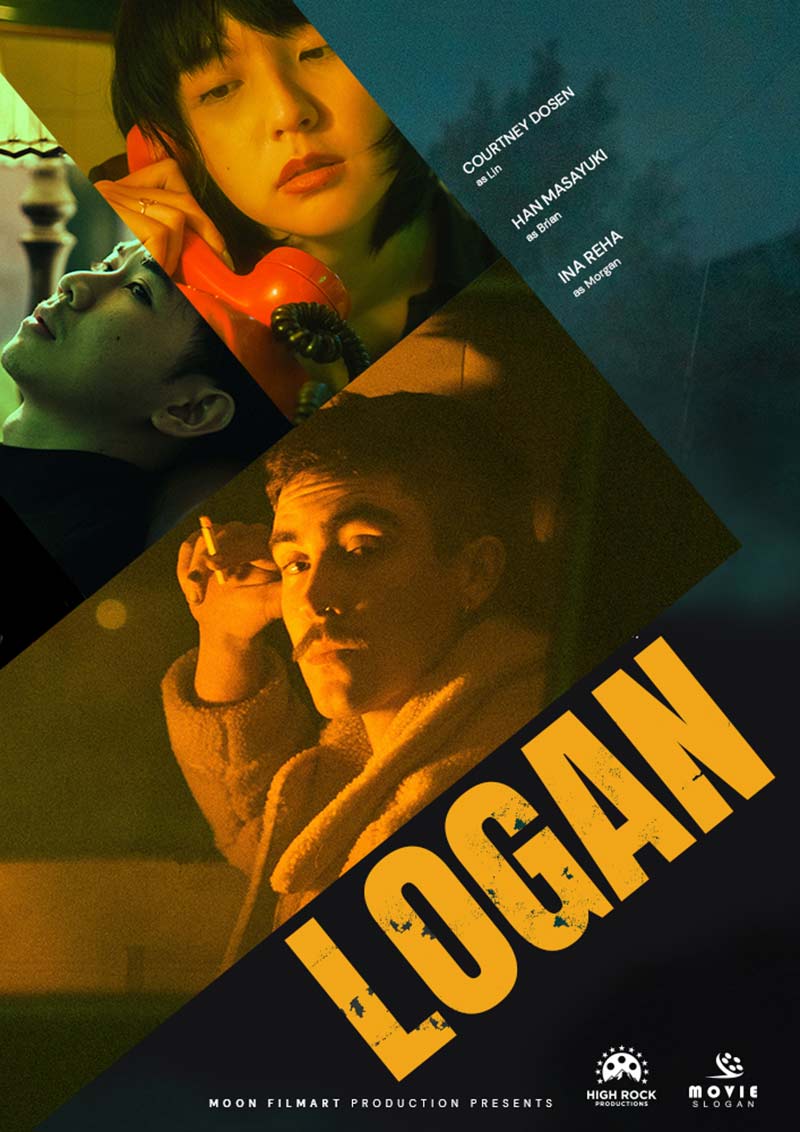 COURTNEY DOSEN
as Lin
HAN MASAYUKI
as Brian
INA REHA
as Morgan
LOGAN
MOON FILMART PRODUCTION PRESENTS
HIGH ROCK
PRODUCTIONS
MOVIE
SLOGAN